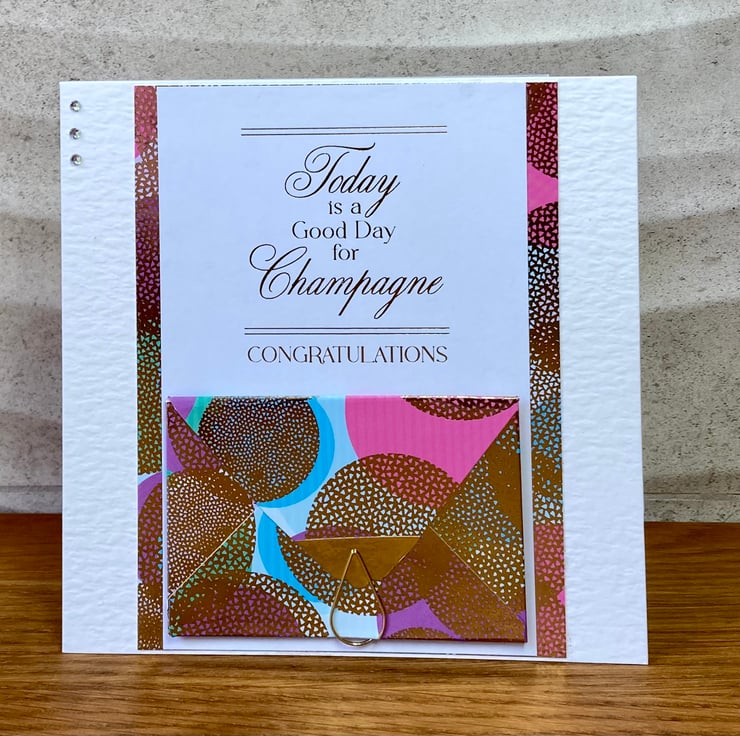 Today
is a
Good Day
for
Champagne
CONGRATULATIONS